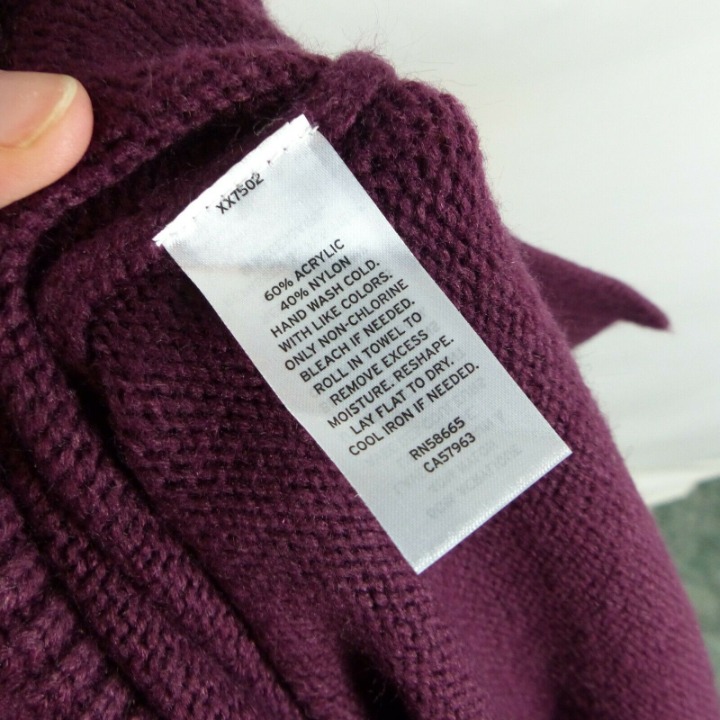 XX7502
60% ACRYLIC
40% NYLON
HAND WASH COLD.
WITH LIKE COLORS.
ONLY NON-CHLORINE
BLEACH IF NEEDED.
ROLL IN TOWEL TO
REMOVE EXCESS
MOISTURE. RESHAPE.
LAY FLAT TO DRY.
COOL IRON IF NEEDED.
RN58665
CA57963